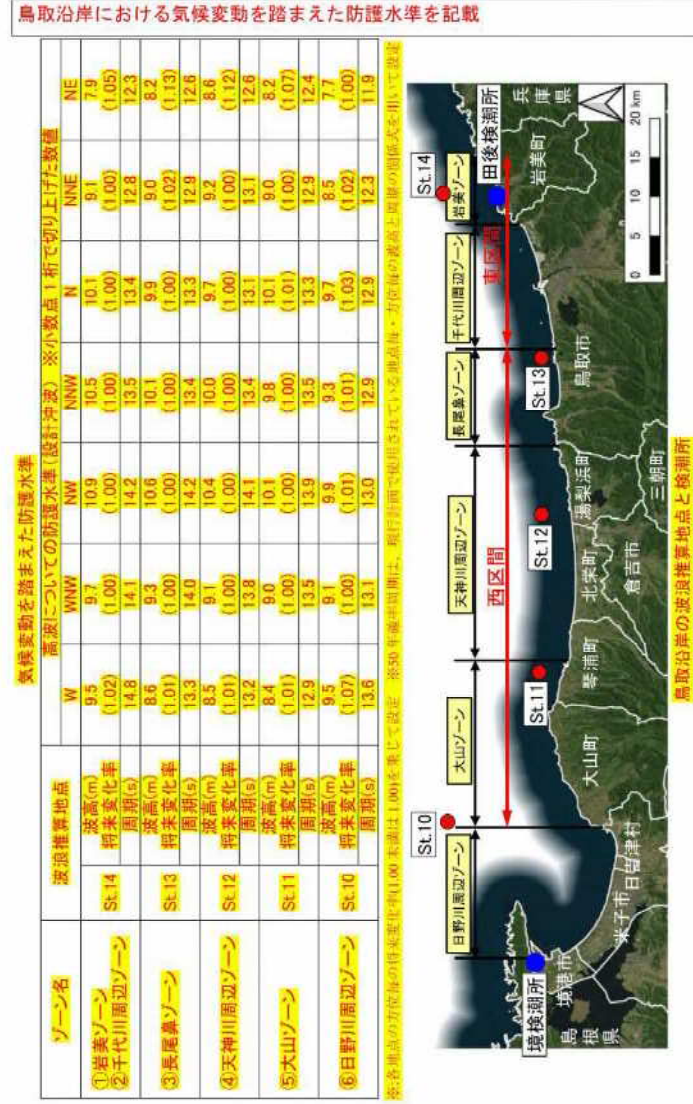 鳥取沿岸における気候変動を踏まえた防護水準を記載
気候変動を踏まえた防護水準
ゾーン名 波浪推算地点 高波についての防護水準(設計沖波) ※小数点1桁で切り上げた数値
W WNW NW NNW N NNE NE
①岩美ゾーン
②千代川周辺ゾーン
St.14
波高(m) 9.5 9.7 10.9 10.5 10.1 9.1 7.9
将来変化率 (1.02) (1.00) (1.00) (1.00) (1.00) (1.00) (1.05)
周期(s) 14.8 14.1 14.2 13.5 13.4 12.8 12.3
③長尾鼻ゾーン St.13
波高(m) 8.6 9.3 10.6 10.1 9.9 9.0 8.2
将来変化率 (1.01) (1.00) (1.00) (1.00) (1.00) (1.02) (1.13)
周期(s) 13.5 14.0 14.2 13.4 13.3 12.9 12.6
④天神川周辺ゾーン St.12
波高(m) 8.5 9.1 10.4 10.0 9.7 9.2 8.6
将来変化率 (1.01) (1.00) (1.00) (1.00) (1.00) (1.00) (1.12)
周期(s) 13.2 13.8 14.1 13.4 13.1 13.1 12.6
⑤大山ゾーン St.11
波高(m) 8.4 9.0 10.1 9.8 10.1 9.0 8.2
将来変化率 (1.01) (1.00) (1.00) (1.00) (1.01) (1.00) (1.07)
周期(s) 12.9 13.5 13.9 13.5 13.3 12.9 12.4
⑥日野川周辺ゾーン St.10
波高(m) 9.5 9.1 9.9 9.3 9.7 8.5 7.7
将来変化率 (1.07) (1.00) (1.01) (1.01) (1.03) (1.02) (1.00)
周期(s) 13.6 13.1 13.0 12.9 12.9 12.3 11.9
※各地点の方位毎の将来変化率(1.00未満は1.00)を乗じて設定 ※50年確率周期は、現行計画で使用されている地点毎・方位毎の波高と周期の関係式を用いて設定
St.10
St.14
日野川周辺ゾーン
大山ゾーン
天神川周辺ゾーン
長尾鼻ゾーン
千代川周辺ゾーン
岩美ゾーン
西区間
東区間
境検潮所
田後検潮所
St.11
St.12
St.13
島根県
境港市
米子市
日吉津村
大山町
琴浦町
北栄町
倉吉市
湯梨浜町
三朝町
鳥取市
岩美町
兵庫県
0 5 10 15 20 km
鳥取沿岸の波浪推算地点と検潮所